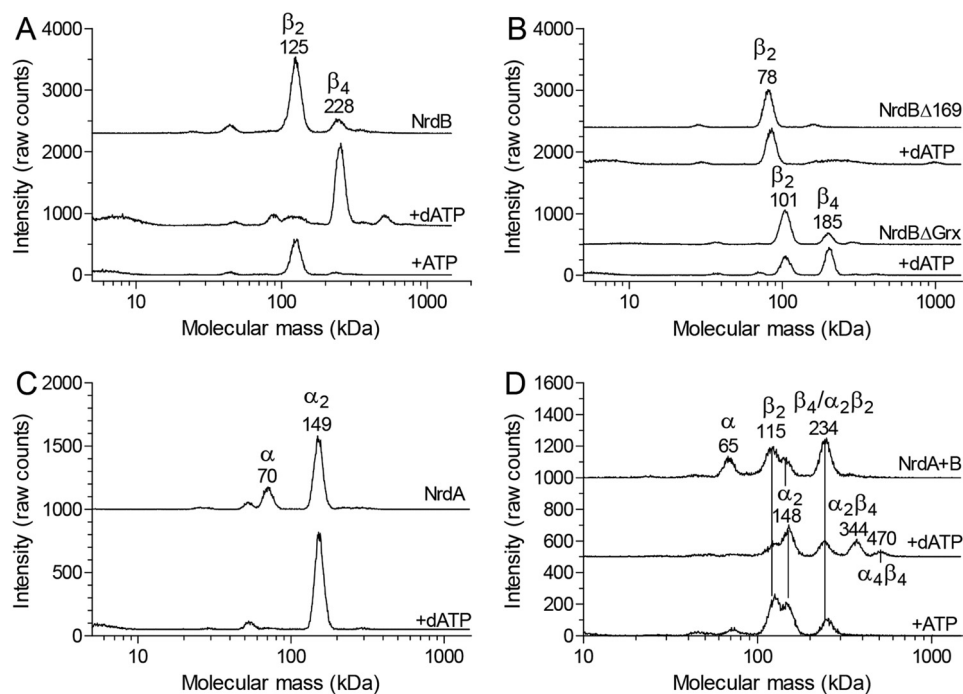 A
Intensity (raw counts)
4000
3000
2000
1000
0
β2
125
β4
228
NrdB
+dATP
+ATP
10 100 1000
Molecular mass (kDa)
B
Intensity (raw counts)
4000
3000
2000
1000
0
β2
78
NrdBΔ169
+dATP
β2
101
β4
185
NrdBΔGrx
+dATP
10 100 1000
Molecular mass (kDa)
C
Intensity (raw counts)
2000
1500
1000
500
0
α
70
α2
149
NrdA
+dATP
10 100 1000
Molecular mass (kDa)
D
Intensity (raw counts)
1600
1400
1200
1000
800
600
400
200
0
α
65
β2
115
β4/α2β2
234
NrdA+B
α2
148
α2β4
344 470
+dATP
α4β4
+ATP
10 100 1000
Molecular mass (kDa)